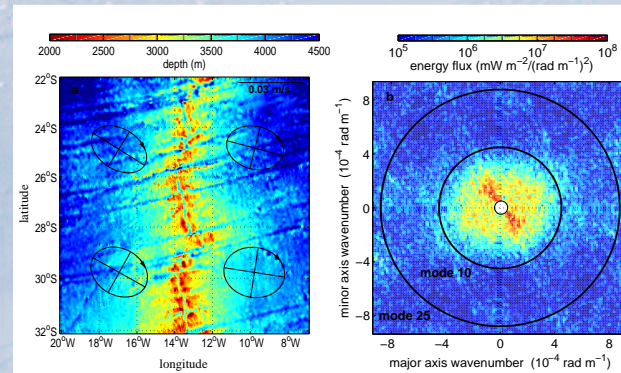 2000 2500 3000 3500 4000 4500
depth (m)
22°S
24°S
26°S
28°S
30°S
32°S
latitude
a
0.03 m/s
20°W 18°W 16°W 14°W 12°W 10°W 8°W
longitude
10^5 10^6 10^7 10^8
energy flux (mW m^−2/(rad m^−1)^2)
b
minor axis wavenumber (10^−4 rad m^−1)
8
4
0
−4
−8
mode 10
mode 25
−8 −4 0 4 8
major axis wavenumber (10^−4 rad m^−1)